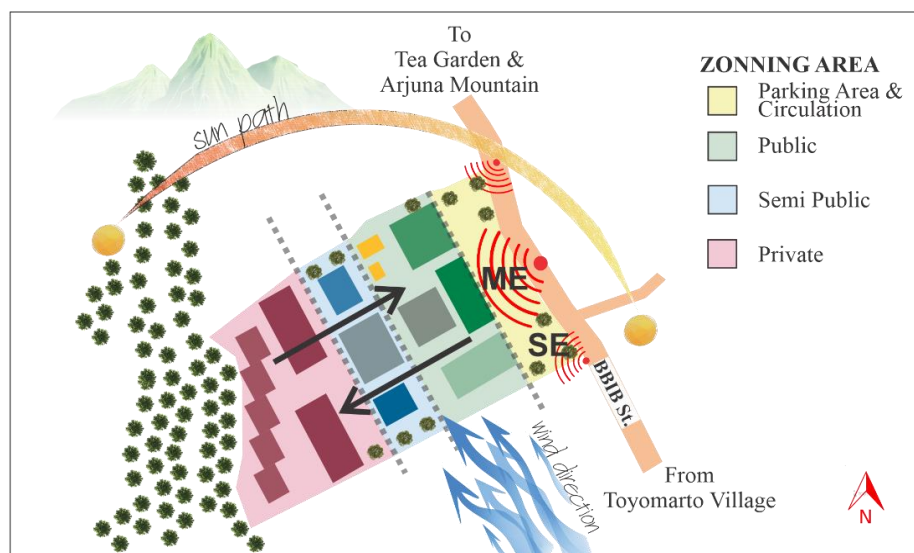 To
Tea Garden &
Arjuna Mountain
sun path
ZONNING AREA
Parking Area &
Circulation
Public
Semi Public
Private
ME
SE
BBIB St.
wind direction
From
Toyomarto Village
N